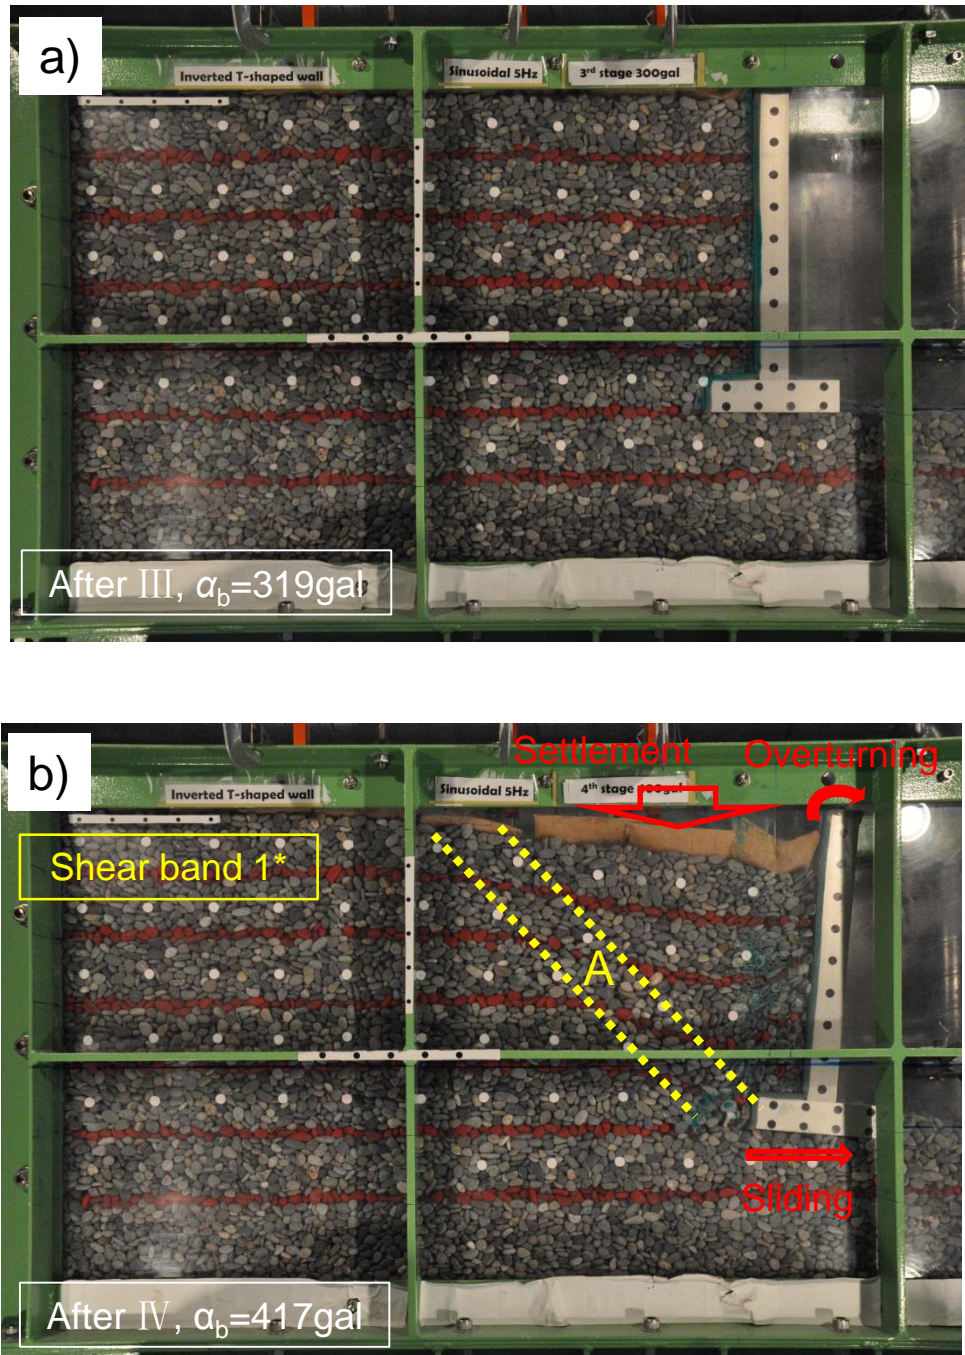 a)
Inverted T-shaped wall
Sinusoidal 5Hz
3rd stage 300gal
After III, αb=319gal
b)
Settlement
Overturning
Inverted T-shaped wall
Sinusoidal 5Hz
4th stage 400gal
Shear band 1*
A
Sliding
After IV, αb=417gal